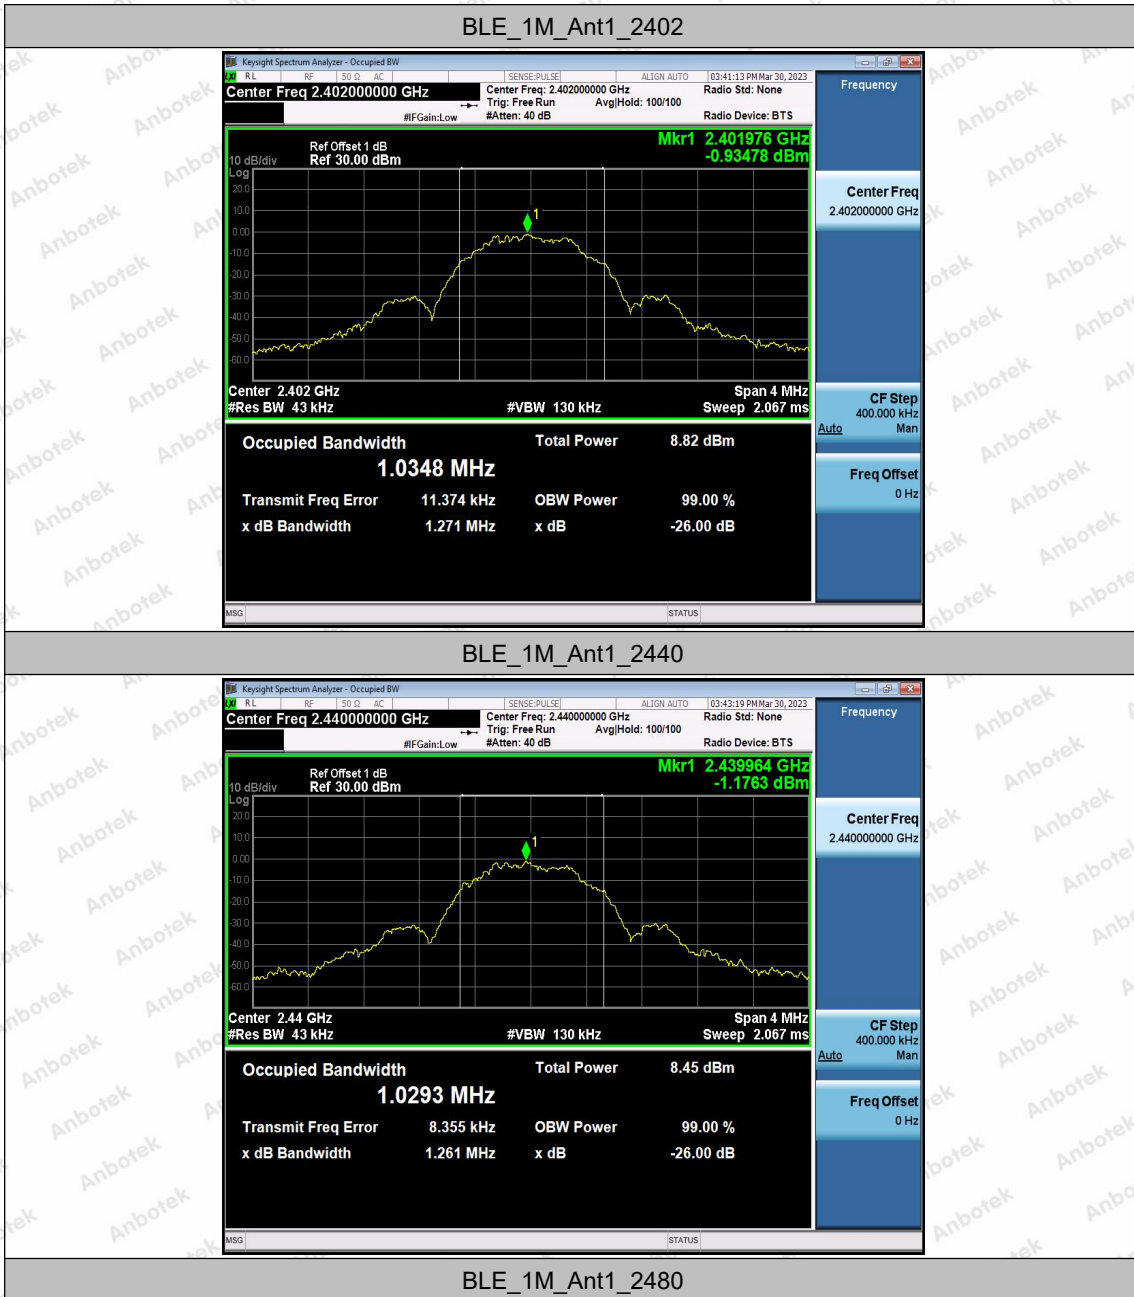 BLE_1M_Ant1_2402
Keysight Spectrum Analyzer - Occupied BW
LXI RL RF 50 Ω AC SENSE:PULSE ALIGN AUTO 03:41:13 PM Mar 30, 2023
Center Freq 2.402000000 GHz Center Freq: 2.402000000 GHz Radio Std: None Frequency
Trig: Free Run Avg|Hold: 100/100
#IFGain:Low #Atten: 40 dB Radio Device: BTS
Mkr1 2.401976 GHz
-0.93478 dBm
Ref Offset 1 dB
10 dB/div Ref 30.00 dBm
Log
20.0
10.0
0.00
-10.0
-20.0
-30.0
-40.0
-50.0
-60.0
1
Center Freq
2.402000000 GHz
Center 2.402 GHz Span 4 MHz
#Res BW 43 kHz #VBW 130 kHz Sweep 2.067 ms
CF Step
400.000 kHz
Auto Man
Freq Offset
0 Hz
Occupied Bandwidth Total Power 8.82 dBm
1.0348 MHz
Transmit Freq Error 11.374 kHz OBW Power 99.00 %
x dB Bandwidth 1.271 MHz x dB -26.00 dB
MSG STATUS
BLE_1M_Ant1_2440
Keysight Spectrum Analyzer - Occupied BW
LXI RL RF 50 Ω AC SENSE:PULSE ALIGN AUTO 03:43:19 PM Mar 30, 2023
Center Freq 2.440000000 GHz Center Freq: 2.440000000 GHz Radio Std: None Frequency
Trig: Free Run Avg|Hold: 100/100
#IFGain:Low #Atten: 40 dB Radio Device: BTS
Mkr1 2.439964 GHz
-1.1763 dBm
Ref Offset 1 dB
10 dB/div Ref 30.00 dBm
Log
20.0
10.0
0.00
-10.0
-20.0
-30.0
-40.0
-50.0
-60.0
1
Center Freq
2.440000000 GHz
Center 2.44 GHz Span 4 MHz
#Res BW 43 kHz #VBW 130 kHz Sweep 2.067 ms
CF Step
400.000 kHz
Auto Man
Freq Offset
0 Hz
Occupied Bandwidth Total Power 8.45 dBm
1.0293 MHz
Transmit Freq Error 8.355 kHz OBW Power 99.00 %
x dB Bandwidth 1.261 MHz x dB -26.00 dB
MSG STATUS
BLE_1M_Ant1_2480
Anbotek